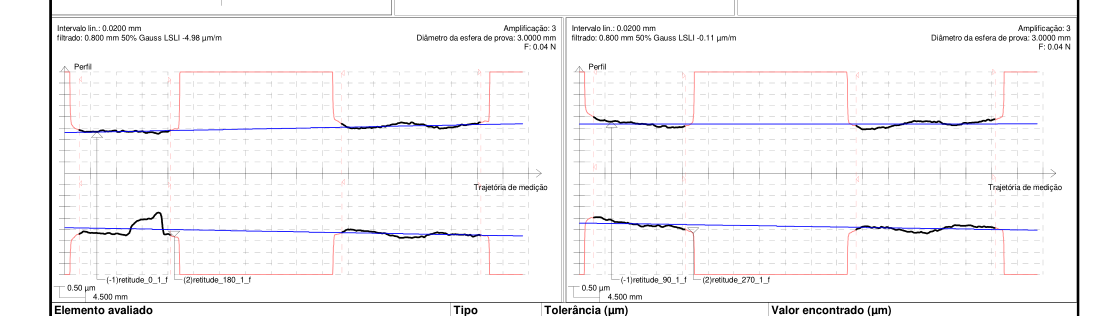 Intervalo lin.: 0.0200 mm
filtrado: 0.800 mm 50% Gauss LSLI -4.98 µm/m
Amplificação: 3
Diâmetro da esfera de prova: 3.0000 mm
F: 0.04 N
Perfil
Trajetória de medição
(-1)retitude_0_1_f
(2)retitude_180_1_f
0.50 µm
4.500 mm
Intervalo lin.: 0.0200 mm
filtrado: 0.800 mm 50% Gauss LSLI -0.11 µm/m
Amplificação: 3
Diâmetro da esfera de prova: 3.0000 mm
F: 0.04 N
Perfil
Trajetória de medição
(-1)retitude_90_1_f
(2)retitude_270_1_f
0.50 µm
4.500 mm
Elemento avaliado Tipo Tolerância (µm) Valor encontrado (µm)